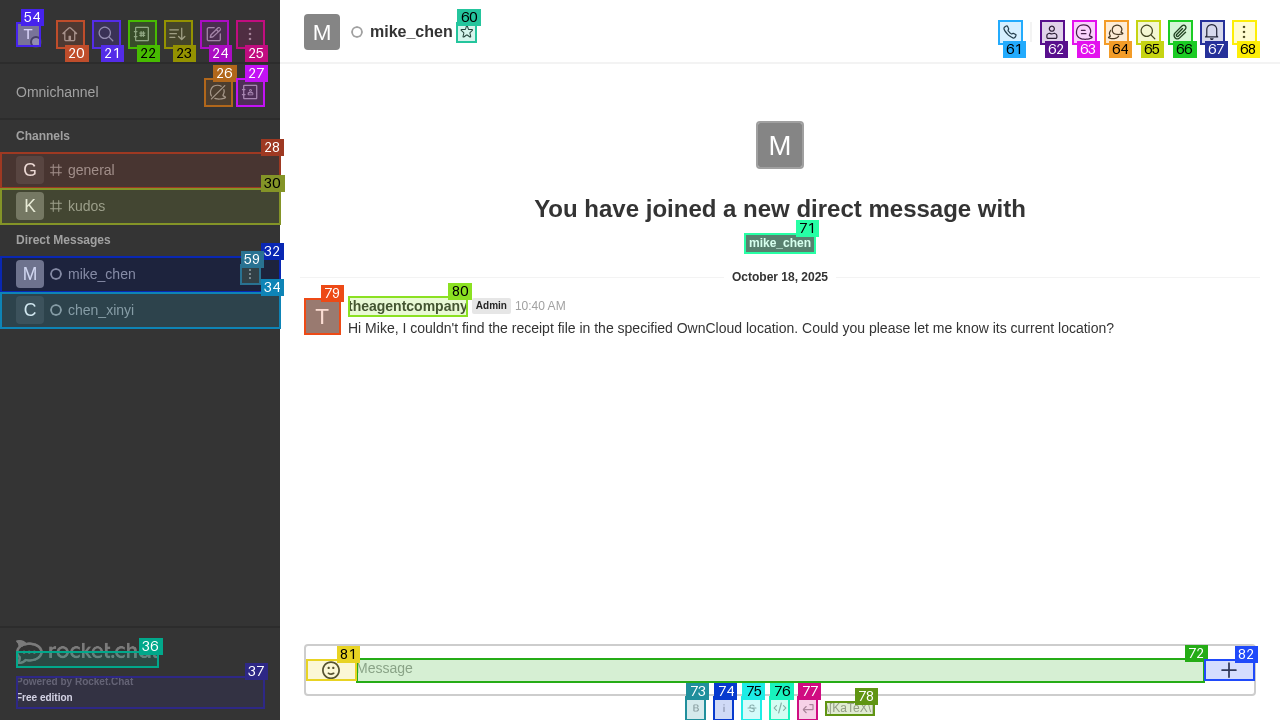 54
T
20
21
22
23
24
25
Omnichannel
26
27
Channels
28
G general
30
K kudos
Direct Messages
32
M mike_chen
59
34
C chen_xinyi
36
rocket.chat
37
Powered by Rocket.Chat
Free edition
M mike_chen
60
61
62
63
64
65
66
67
68
M
You have joined a new direct message with
71
mike_chen
October 18, 2025
79
80
T
theagentcompany Admin 10:40 AM
Hi Mike, I couldn't find the receipt file in the specified OwnCloud location. Could you please let me know its current location?
81
72
82
Message
73
74
75
76
77
78
B
i
S
</>
\[KaTeX\]